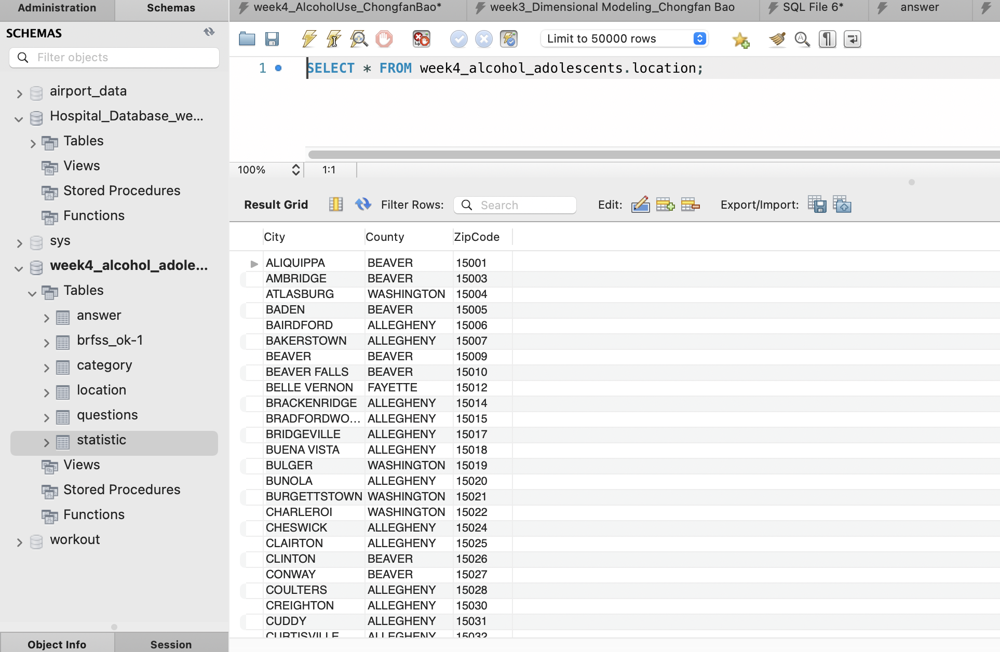 Administration
Schemas
week4_AlcoholUse_ChongfanBao*
week3_Dimensional Modeling_Chongfan Bao
SQL File 6*
answer
SCHEMAS
Filter objects
airport_data
Hospital_Database_we...
Tables
Views
Stored Procedures
Functions
sys
week4_alcohol_adole...
Tables
answer
brfss_ok-1
category
location
questions
statistic
Views
Stored Procedures
Functions
workout
Object Info
Session
Limit to 50000 rows
1 SELECT * FROM week4_alcohol_adolescents.location;
100% 1:1
Result Grid Filter Rows: Search Edit: Export/Import:
City County ZipCode
ALIQUIPPA BEAVER 15001
AMBRIDGE BEAVER 15003
ATLASBURG WASHINGTON 15004
BADEN BEAVER 15005
BAIRDFORD ALLEGHENY 15006
BAKERSTOWN ALLEGHENY 15007
BEAVER BEAVER 15009
BEAVER FALLS BEAVER 15010
BELLE VERNON FAYETTE 15012
BRACKENRIDGE ALLEGHENY 15014
BRADFORDWO... ALLEGHENY 15015
BRIDGEVILLE ALLEGHENY 15017
BUENA VISTA ALLEGHENY 15018
BULGER WASHINGTON 15019
BUNOLA ALLEGHENY 15020
BURGETTSTOWN WASHINGTON 15021
CHARLEROI WASHINGTON 15022
CHESWICK ALLEGHENY 15024
CLAIRTON ALLEGHENY 15025
CLINTON BEAVER 15026
CONWAY BEAVER 15027
COULTERS ALLEGHENY 15028
CREIGHTON ALLEGHENY 15030
CUDDY ALLEGHENY 15031
CURTISVILLE ALLEGHENY 15032